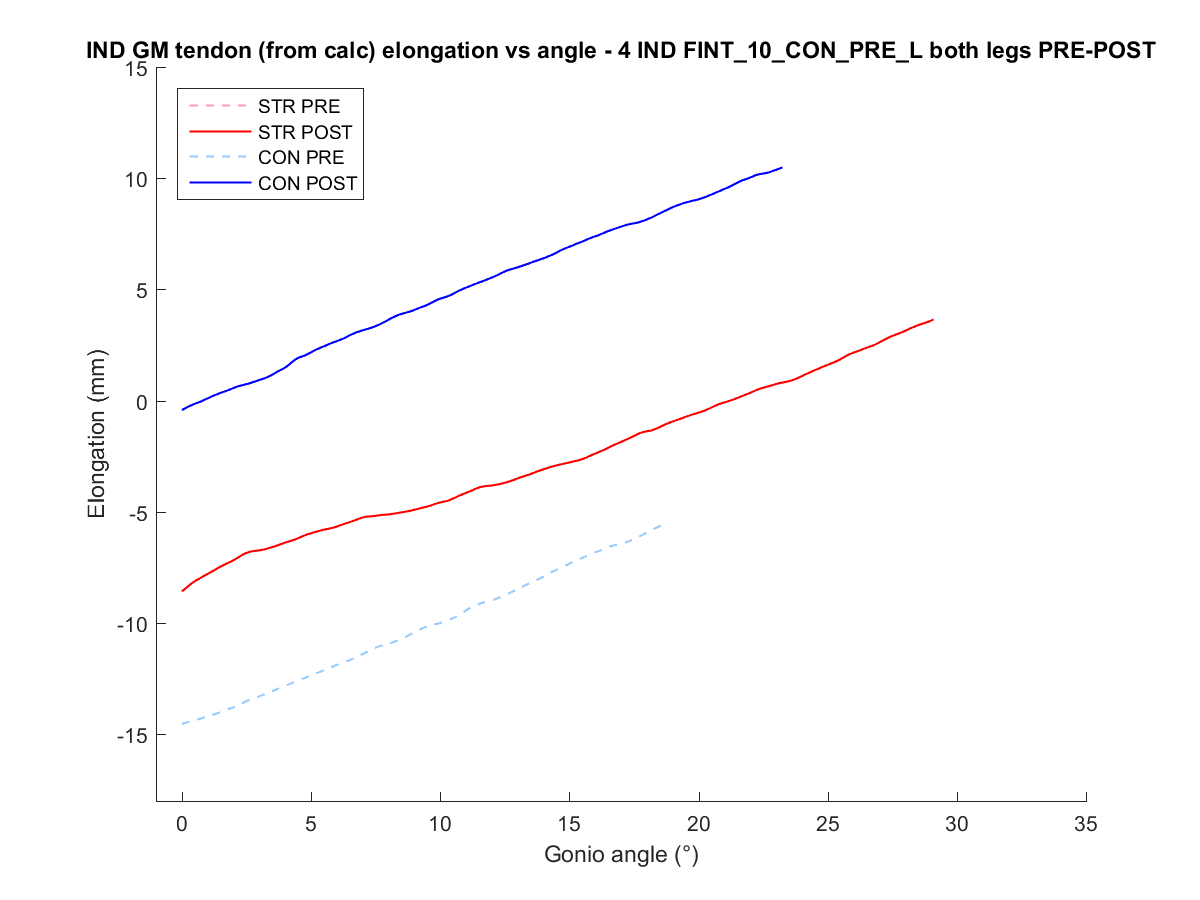 IND GM tendon (from calc) elongation vs angle - 4 IND FINT_10_CON_PRE_L both legs PRE-POST
15
10
5
0
-5
-10
-15
Elongation (mm)
STR PRE
STR POST
CON PRE
CON POST
0 5 10 15 20 25 30 35
Gonio angle (°)